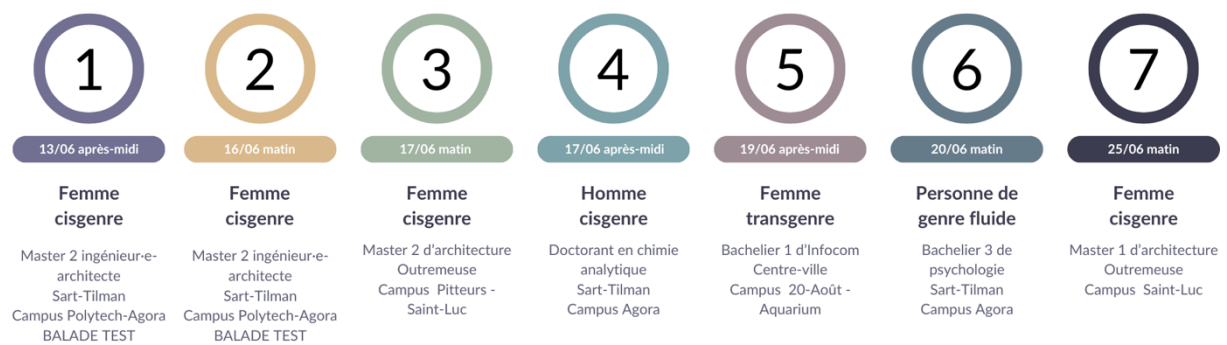 1
13/06 après-midi
Femme
cisgenre
Master 2 ingénieur·e-
architecte
Sart-Tilman
Campus Polytech-Agora
BALADE TEST
2
16/06 matin
Femme
cisgenre
Master 2 ingénieur·e-
architecte
Sart-Tilman
Campus Polytech-Agora
BALADE TEST
3
17/06 matin
Femme
cisgenre
Master 2 d'architecture
Outremeuse
Campus Pitteurs -
Saint-Luc
4
17/06 après-midi
Homme
cisgenre
Doctorant en chimie
analytique
Sart-Tilman
Campus Agora
5
19/06 après-midi
Femme
transgenre
Bachelier 1 d'Infocom
Centre-ville
Campus 20-Août -
Aquarium
6
20/06 matin
Personne de
genre fluide
Bachelier 3 de
psychologie
Sart-Tilman
Campus Agora
7
25/06 matin
Femme
cisgenre
Master 1 d'architecture
Outremeuse
Campus Saint-Luc